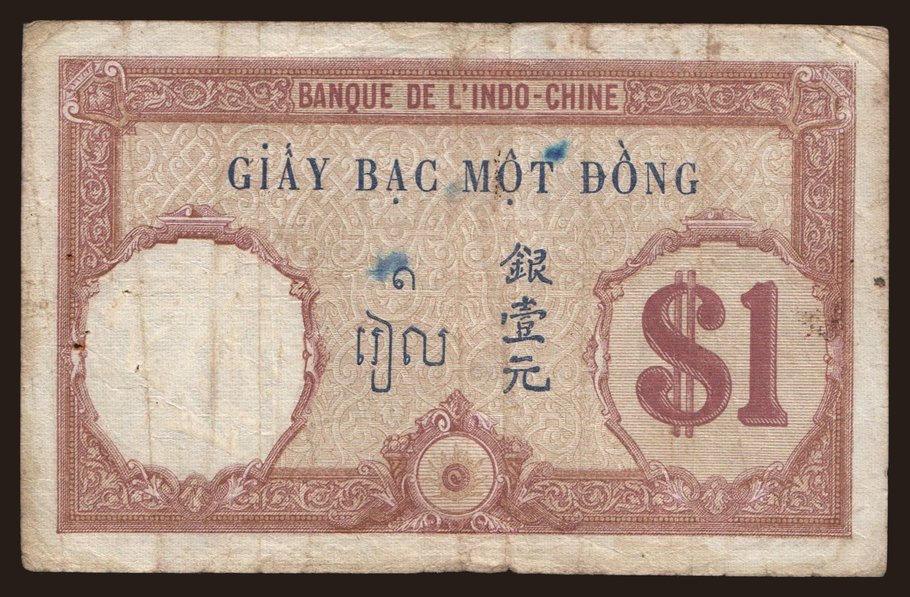 BANQUE DE L'INDO-CHINE
GIẤY BẠC MỘT ĐỒNG
១
រៀល
銀壹元
$1